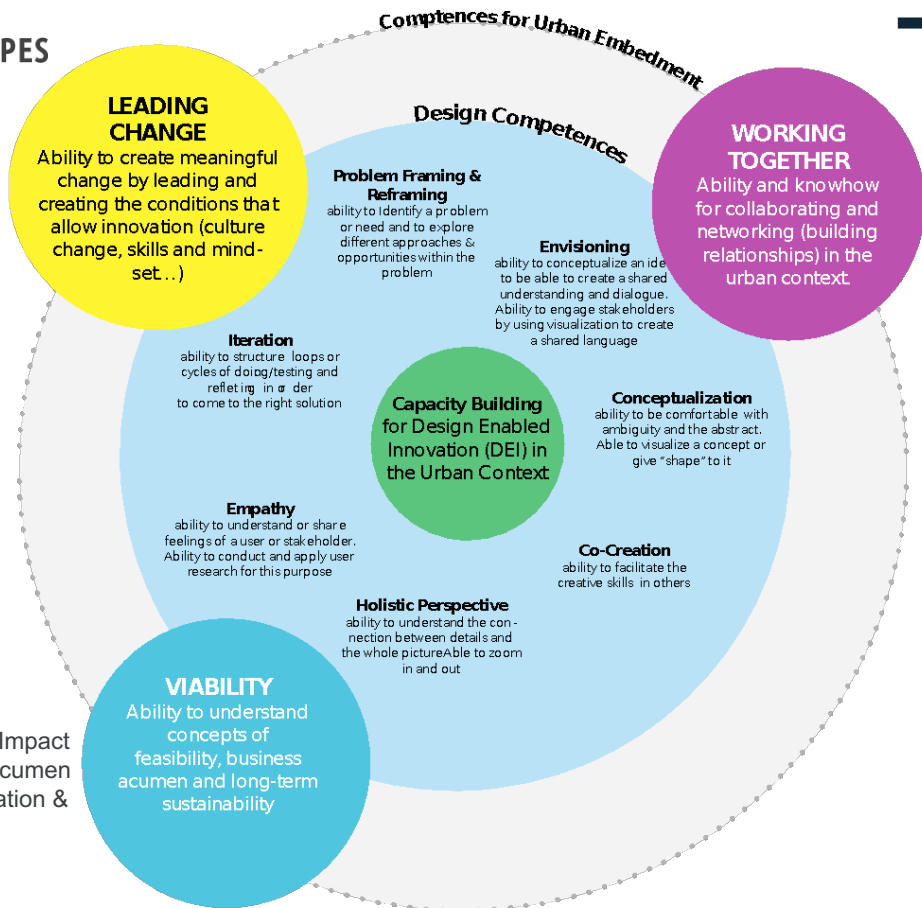 PES
Comptences for Urban Embedment
Design Competences
LEADING
CHANGE
Ability to create meaningful
change by leading and
creating the conditions that
allow innovation (culture
change, skills and mind-
set...)
WORKING
TOGETHER
Ability and knowhow
for collaborating and
networking (building
relationships) in the
urban context.
Problem Framing &
Reframing
ability to Identify a problem
or need and to explore
different approaches &
opportunities within the
problem
Envisioning
ability to conceptualize an ide
to be able to create a shared
understanding and dialogue.
Ability to engage stakeholders
by using visualization to create
a shared language
Iteration
ability to structure loops or
cycles of doing/testing and
refleting in or der
to come to the right solution
Capacity Building
for Design Enabled
Innovation (DEI) in
the Urban Context
Conceptualization
ability to be comfortable with
ambiguity and the abstract.
Able to visualize a concept or
give "shape" to it
Empathy
ability to understand or share
feelings of a user or stakeholder.
Ability to conduct and apply user
research for this purpose
Co-Creation
ability to facilitate the
creative skills in others
Holistic Perspective
ability to understand the con-
nection between details and
the whole pictureAble to zoom
in and out
VIABILITY
Ability to understand
concepts of
feasibility, business
acumen and long-term
sustainability
Impact
cumen
ation &